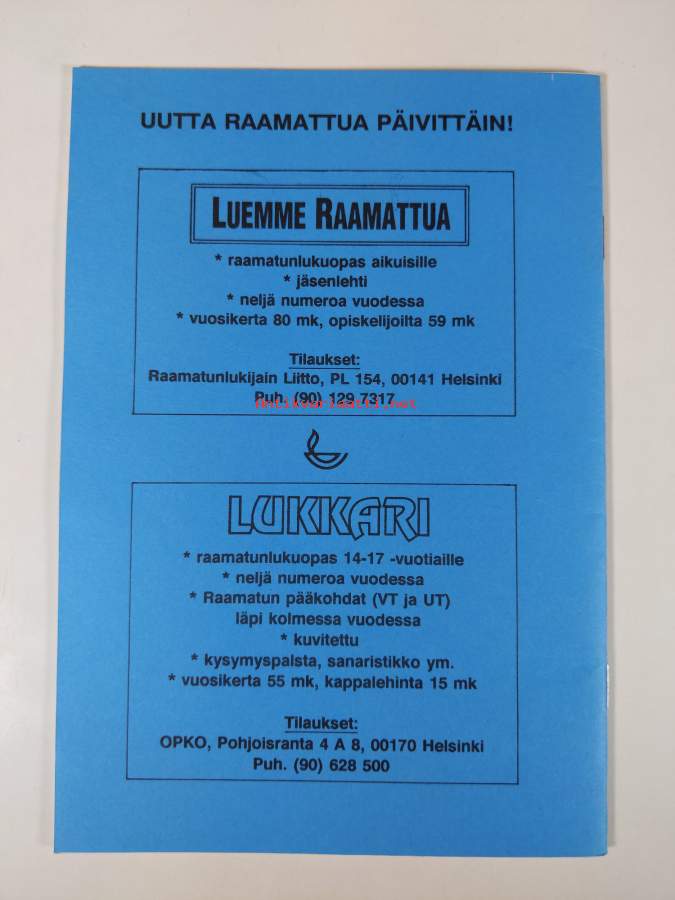 UUTTA RAAMATTUA PÄIVITTÄIN!
LUEMME RAAMATTUA
* raamatunlukuopas aikuisille
* jäsenlehti
* neljä numeroa vuodessa
* vuosikerta 80 mk, opiskelijoilta 59 mk
Tilaukset:
Raamatunlukijain Liitto, PL 154, 00141 Helsinki
Puh. (90) 129 7317
antikvariaatti.net
LUKKARI
* raamatunlukuopas 14-17 -vuotiaille
* neljä numeroa vuodessa
* Raamatun pääkohdat (VT ja UT)
läpi kolmessa vuodessa
* kuvitettu
* kysymyspalsta, sanaristikko ym.
* vuosikerta 55 mk, kappalehinta 15 mk
Tilaukset:
OPKO, Pohjoisranta 4 A 8, 00170 Helsinki
Puh. (90) 628 500